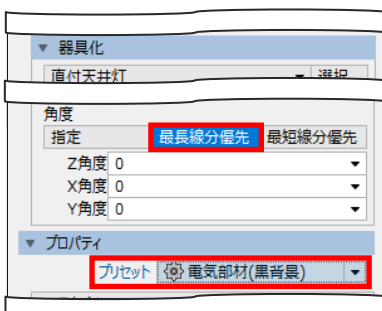 器具化
直付天井灯 選択
角度
指定 最長線分優先 最短線分優先
Z角度 0
X角度 0
Y角度 0
プロパティ
プリセット 電気部材(黒背景)